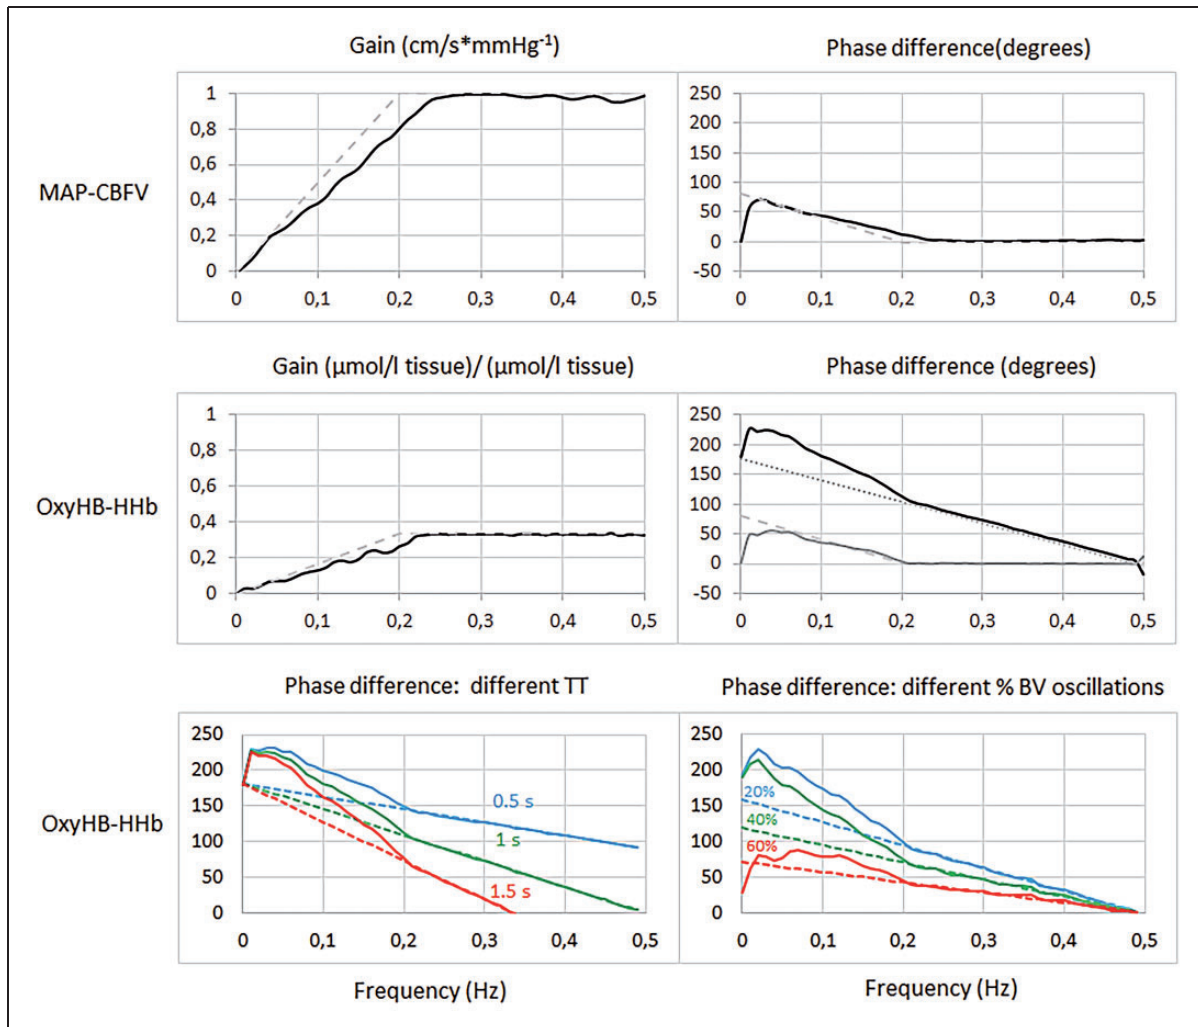 Gain (cm/s*mmHg-1)
Phase difference(degrees)
MAP-CBFV
1
0,8
0,6
0,4
0,2
0
0 0,1 0,2 0,3 0,4 0,5
250
200
150
100
50
0
-50
0 0,1 0,2 0,3 0,4 0,5
Gain (µmol/l tissue)/ (µmol/l tissue)
Phase difference (degrees)
OxyHB-HHb
1
0,8
0,6
0,4
0,2
0
0 0,1 0,2 0,3 0,4 0,5
250
200
150
100
50
0
-50
0 0,1 0,2 0,3 0,4 0,5
Phase difference: different TT
Phase difference: different % BV oscillations
OxyHB-HHb
250
200
150
100
50
0
0.5 s
1 s
1.5 s
0 0,1 0,2 0,3 0,4 0,5
250
200
150
100
50
0
20%
40%
60%
0 0,1 0,2 0,3 0,4 0,5
Frequency (Hz)
Frequency (Hz)